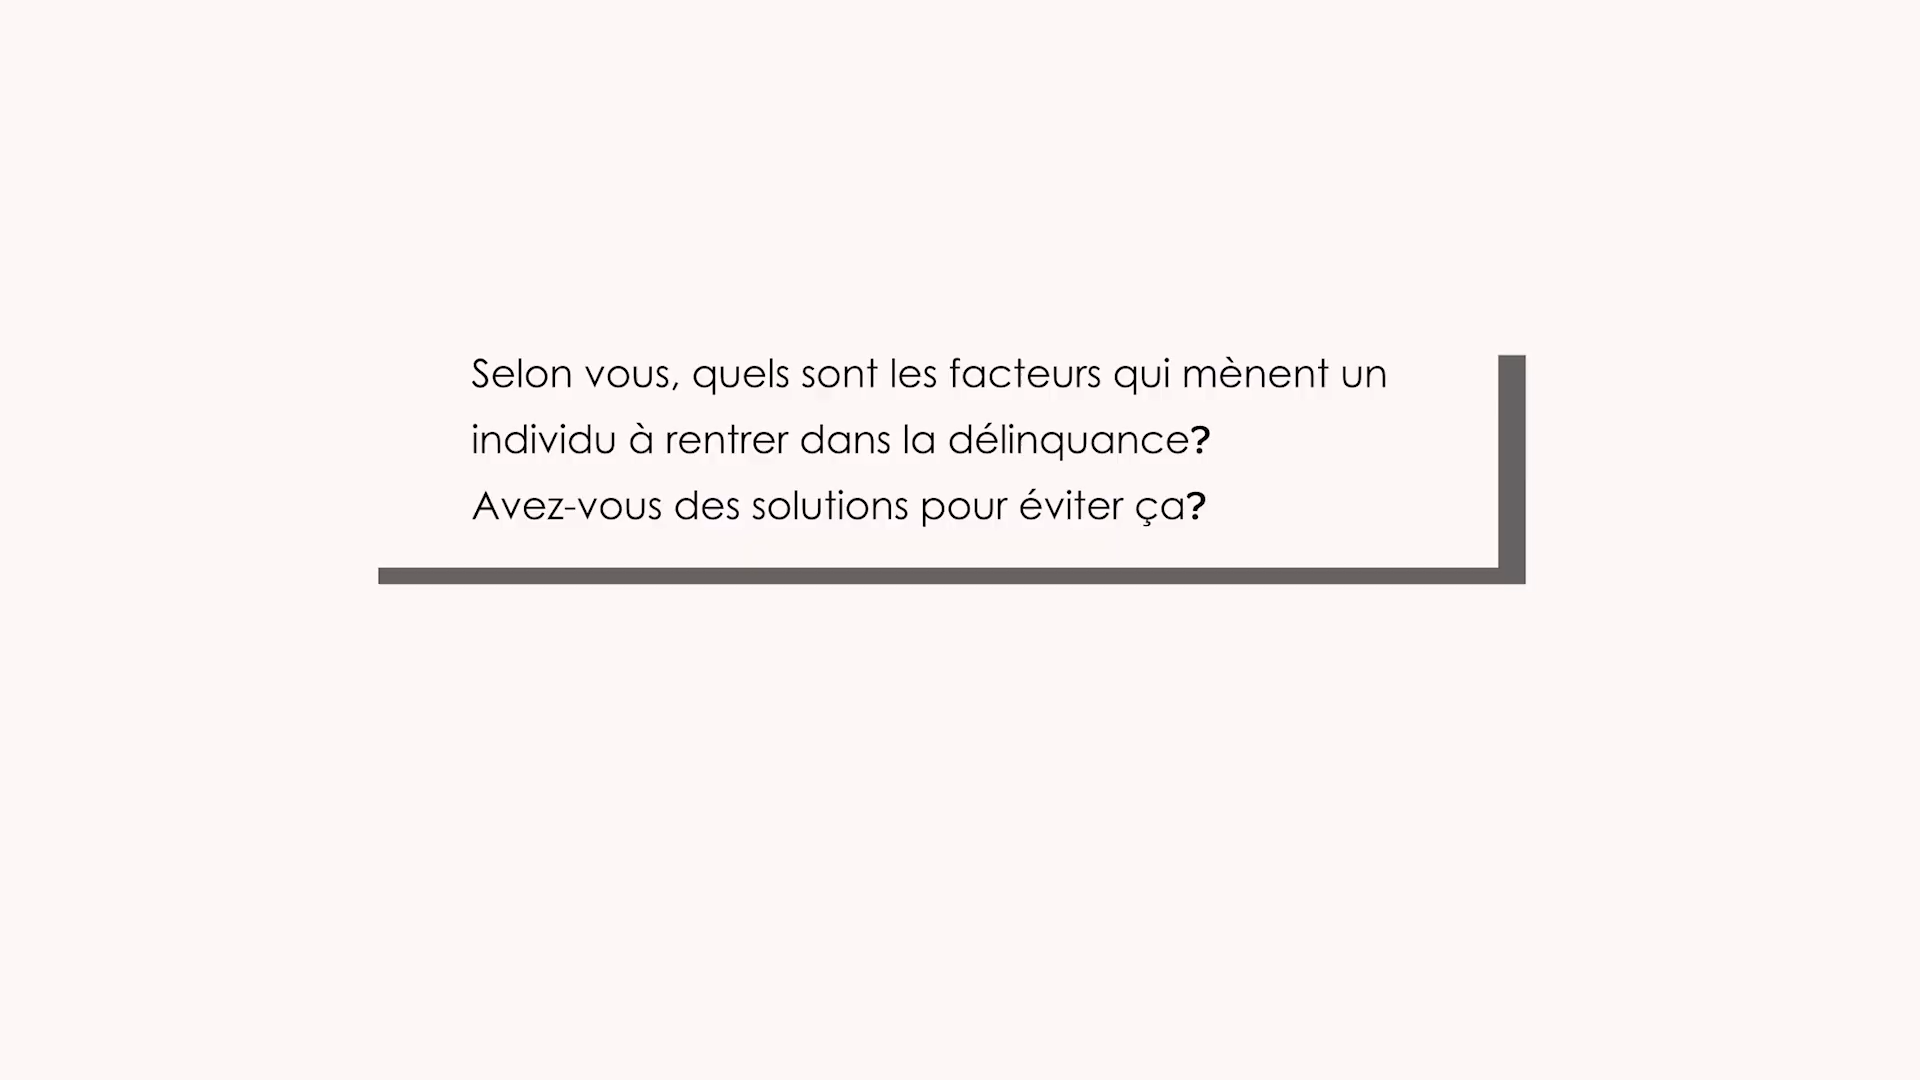 Selon vous, quels sont les facteurs qui mènent un
individu à rentrer dans la délinquance?
Avez-vous des solutions pour éviter ça?